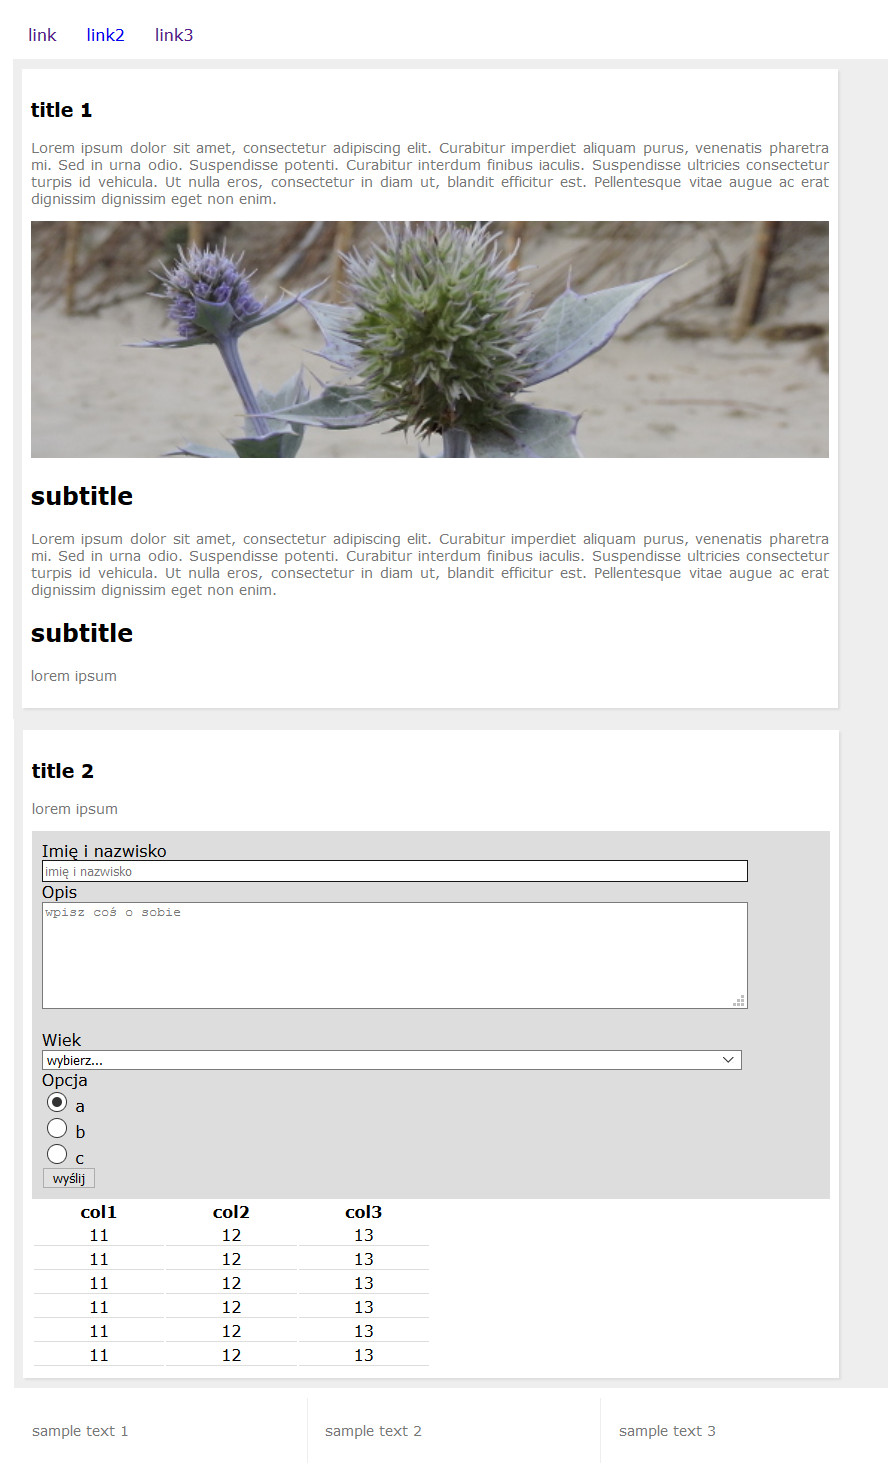 link link2 link3
title 1
Lorem ipsum dolor sit amet, consectetur adipiscing elit. Curabitur imperdiet aliquam purus, venenatis pharetra
mi. Sed in urna odio. Suspendisse potenti. Curabitur interdum finibus iaculis. Suspendisse ultricies consectetur
turpis id vehicula. Ut nulla eros, consectetur in diam ut, blandit efficitur est. Pellentesque vitae augue ac erat
dignissim dignissim eget non enim.
subtitle
Lorem ipsum dolor sit amet, consectetur adipiscing elit. Curabitur imperdiet aliquam purus, venenatis pharetra
mi. Sed in urna odio. Suspendisse potenti. Curabitur interdum finibus iaculis. Suspendisse ultricies consectetur
turpis id vehicula. Ut nulla eros, consectetur in diam ut, blandit efficitur est. Pellentesque vitae augue ac erat
dignissim dignissim eget non enim.
subtitle
lorem ipsum
title 2
lorem ipsum
Imię i nazwisko
imię i nazwisko
Opis
wpisz coś o sobie
Wiek
wybierz...
Opcja
a
b
c
wyślij
col1 col2 col3
11 12 13
11 12 13
11 12 13
11 12 13
11 12 13
11 12 13
sample text 1 sample text 2 sample text 3